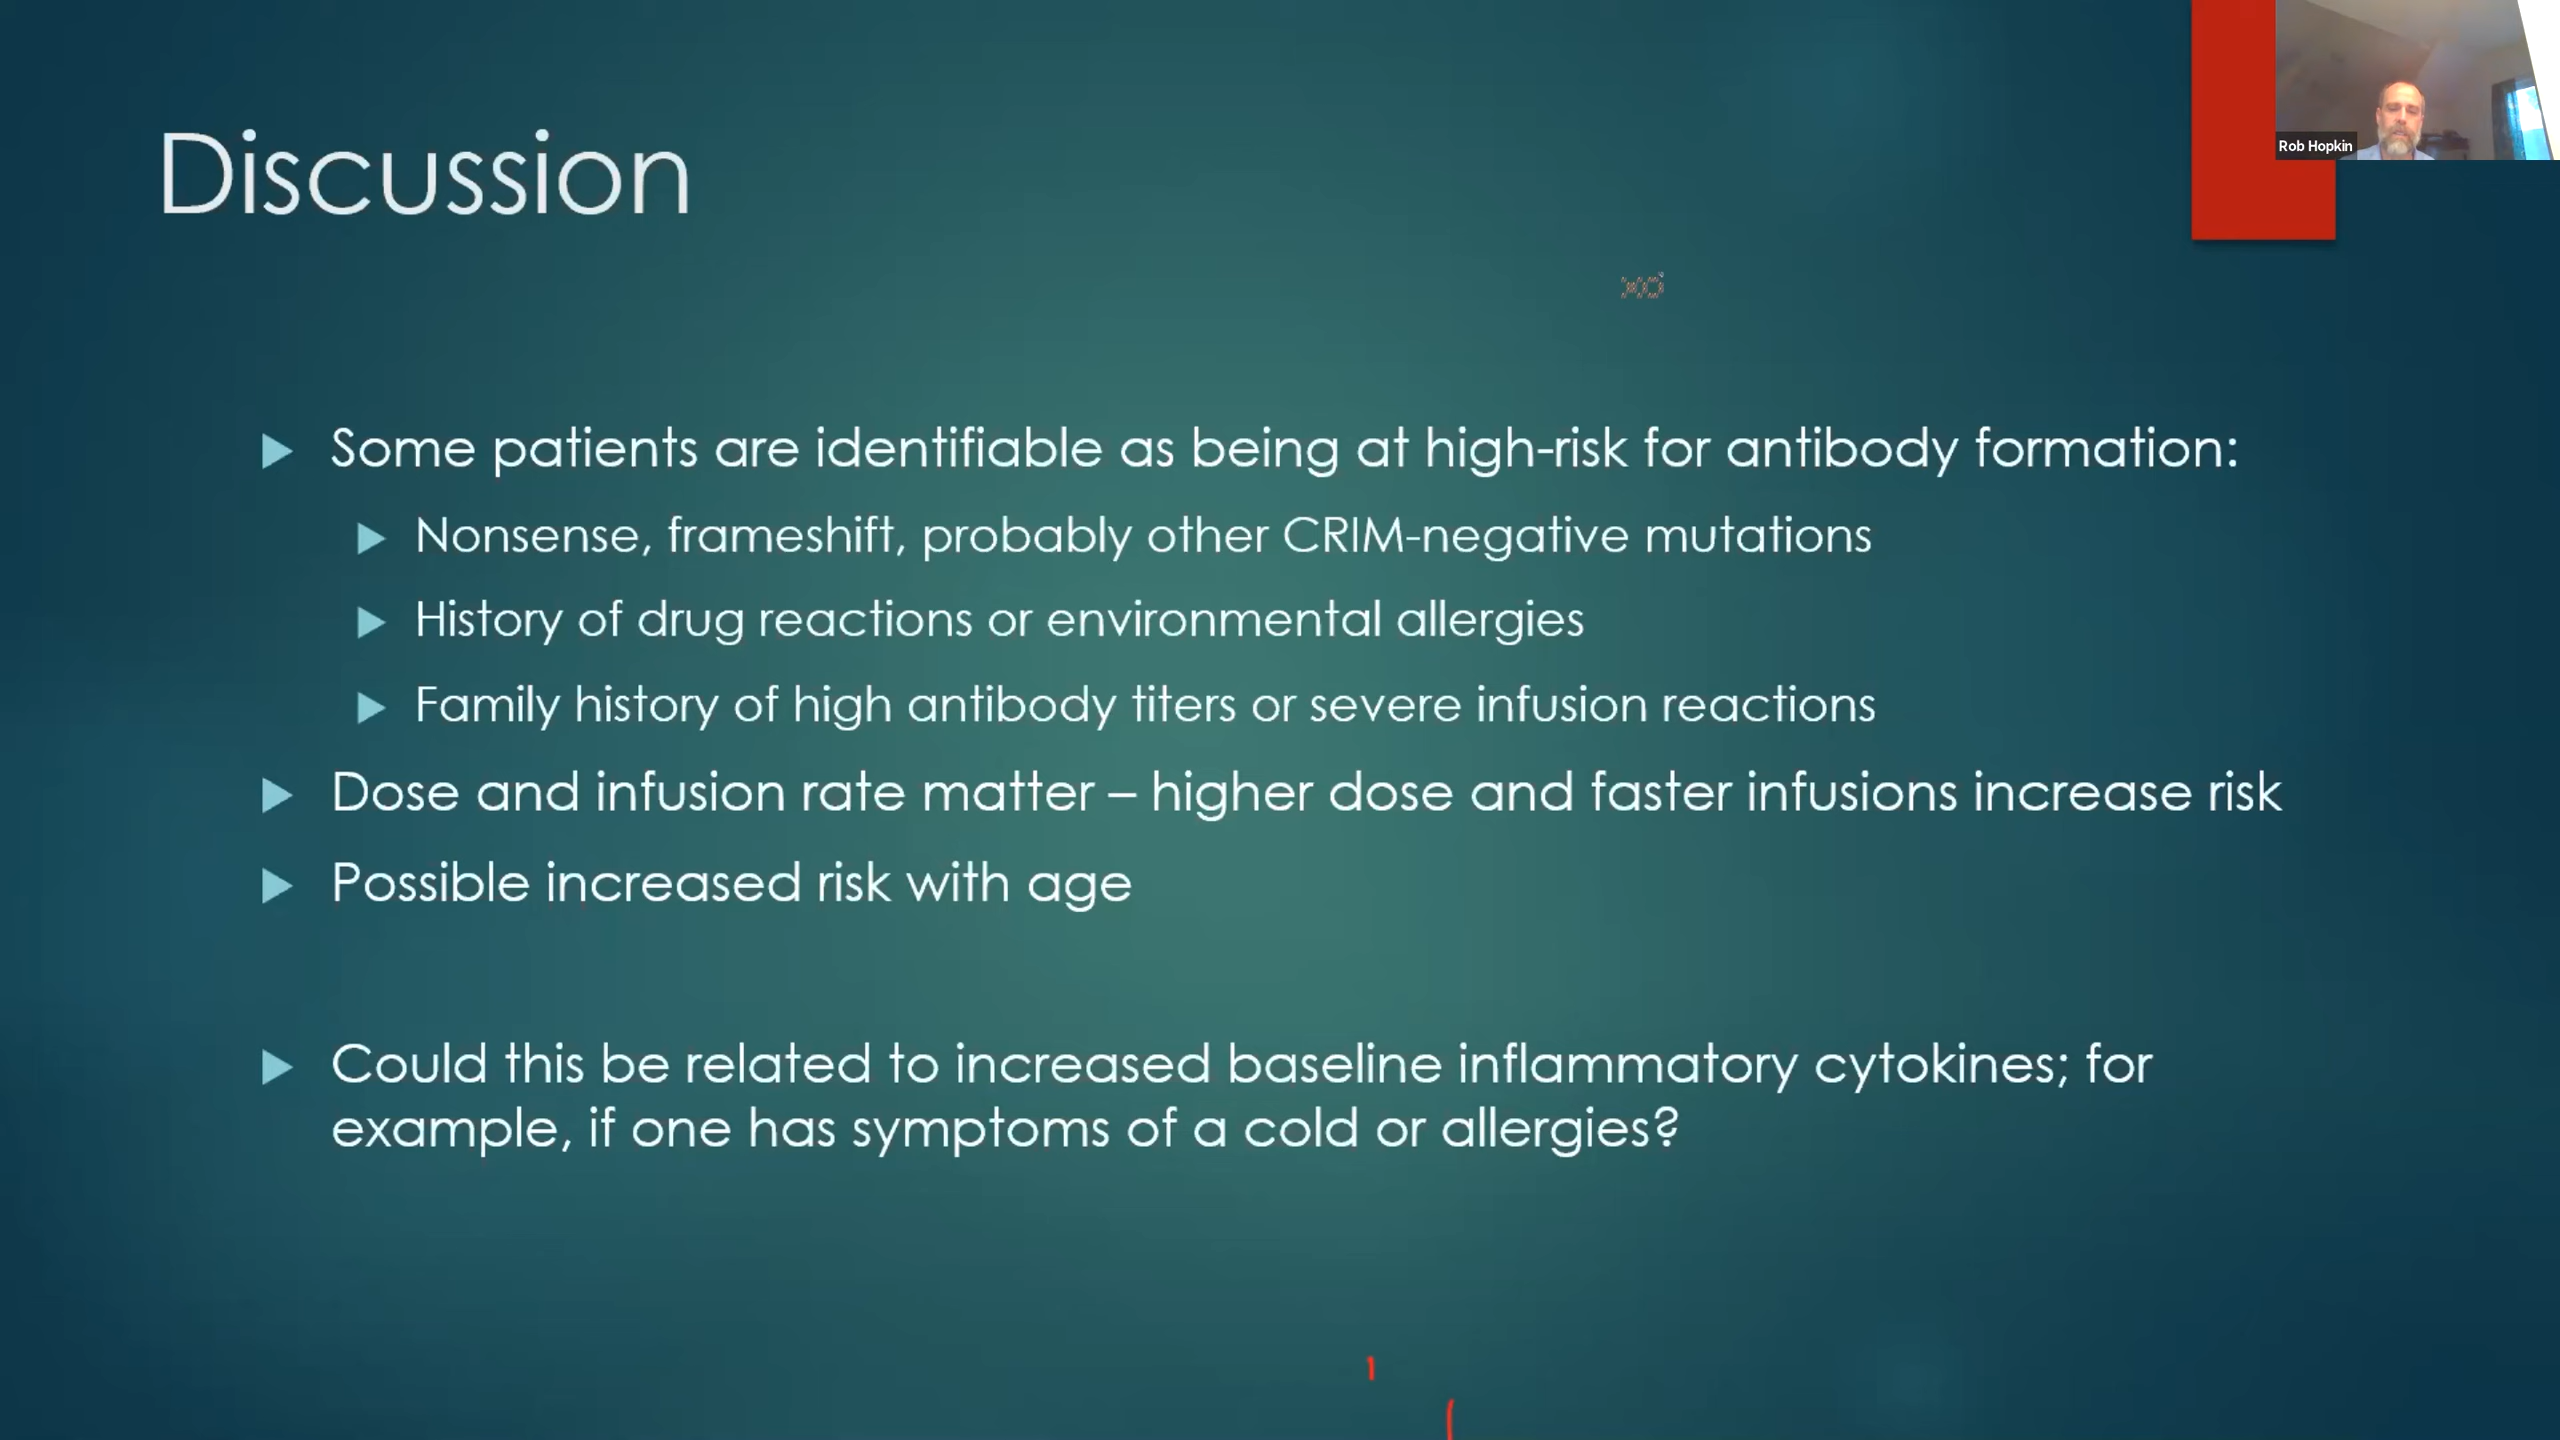 Rob Hopkin
Discussion
Some patients are identifiable as being at high-risk for antibody formation:
Nonsense, frameshift, probably other CRIM-negative mutations
History of drug reactions or environmental allergies
Family history of high antibody titers or severe infusion reactions
Dose and infusion rate matter – higher dose and faster infusions increase risk
Possible increased risk with age
Could this be related to increased baseline inflammatory cytokines; for
example, if one has symptoms of a cold or allergies?